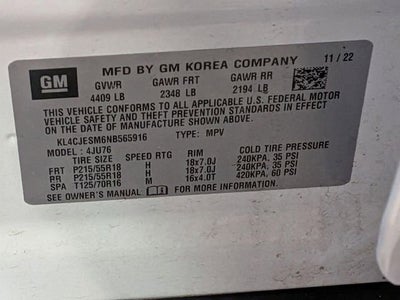 GM
MFD BY GM KOREA COMPANY 11 / 22
GVWR GAWR FRT GAWR RR
4409 LB 2348 LB 2194 LB
THIS VEHICLE CONFORMS TO ALL APPLICABLE U.S. FEDERAL MOTOR
VEHICLE SAFETY AND THEFT PREVENTION STANDARDS IN EFFECT
ON THE DATE OF MANUFACTURE SHOWN ABOVE.
KL4CJESM6NB565916 TYPE: MPV
MODEL: 4JU76
TIRE SIZE SPEED RTG RIM COLD TIRE PRESSURE
FRT P215/55R18 H 18x7.0J 240KPA, 35 PSI
RR P215/55R18 H 18x7.0J 240KPA, 35 PSI
SPA T125/70R16 M 16x4.0T 420KPA, 60 PSI
SEE OWNER'S MANUAL FOR MORE INFORMATION